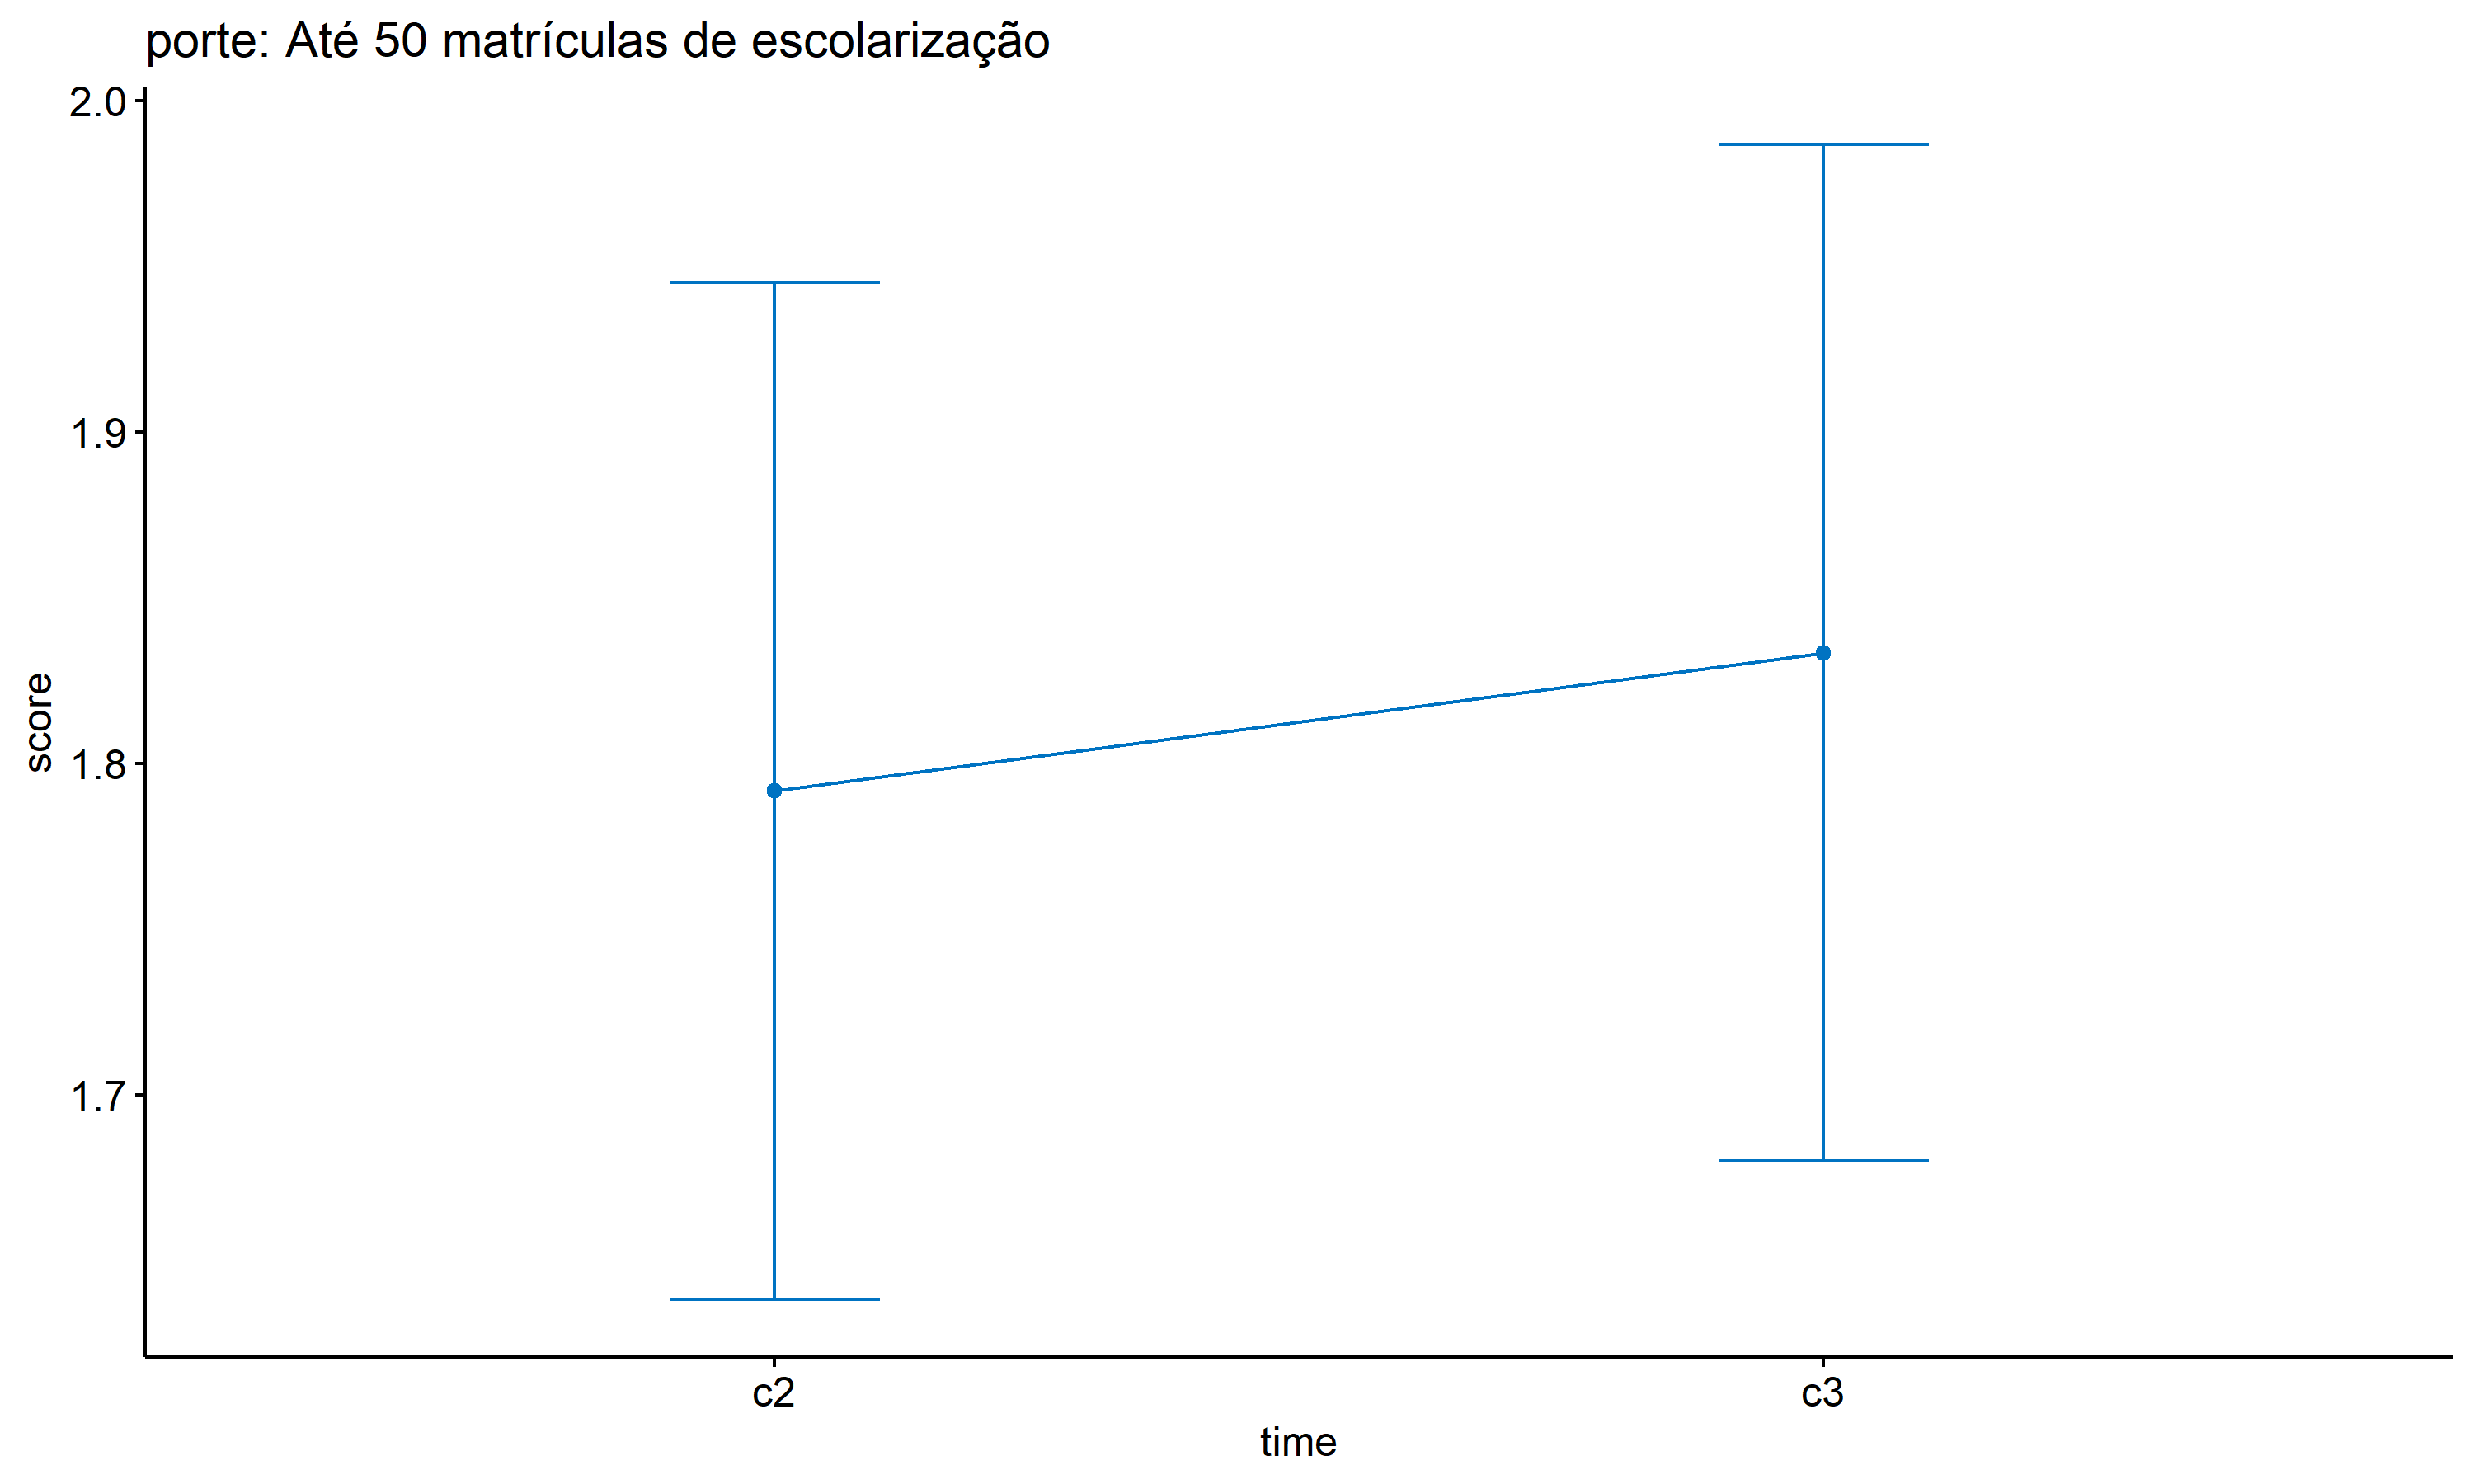 porte: Até 50 matrículas de escolarização
2.0
1.9
1.8
1.7
score
c2
c3
time